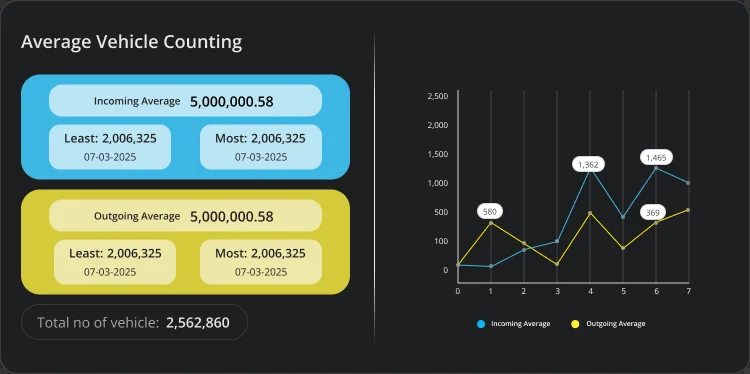 Average Vehicle Counting
Incoming Average 5,000,000.58
Least: 2,006,325
07-03-2025
Most: 2,006,325
07-03-2025
Outgoing Average 5,000,000.58
Least: 2,006,325
07-03-2025
Most: 2,006,325
07-03-2025
Total no of vehicle: 2,562,860
2,500
2,000
1,500
1,000
500
100
0
580
1,362
1,465
369
0 1 2 3 4 5 6 7
Incoming Average
Outgoing Average